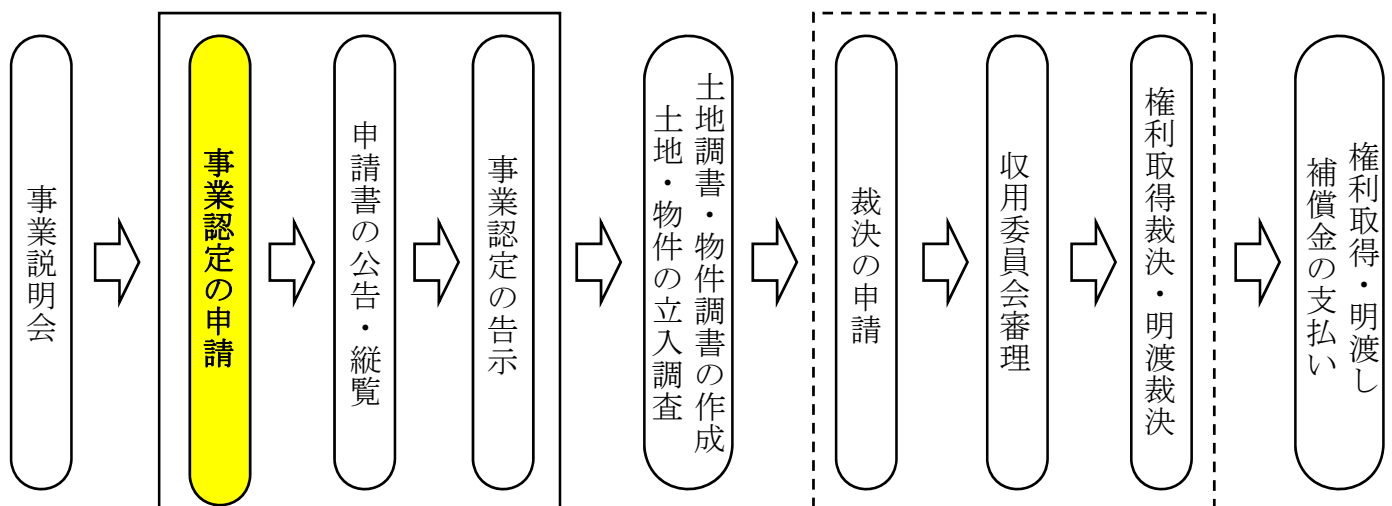 事業説明会
事業認定の申請
申請書の公告・縦覧
事業認定の告示
土地調書・物件調書の作成
土地・物件の立入調査
裁決の申請
収用委員会審理
権利取得裁決・明渡裁決
権利取得・明渡し
補償金の支払い